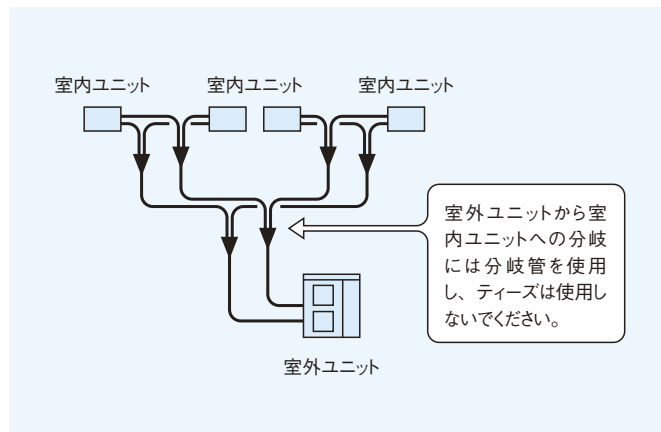 室内ユニット
室内ユニット
室内ユニット
室外ユニットから室
内ユニットへの分岐
には分岐管を使用
し、ティーズは使用し
ないでください。
室外ユニット